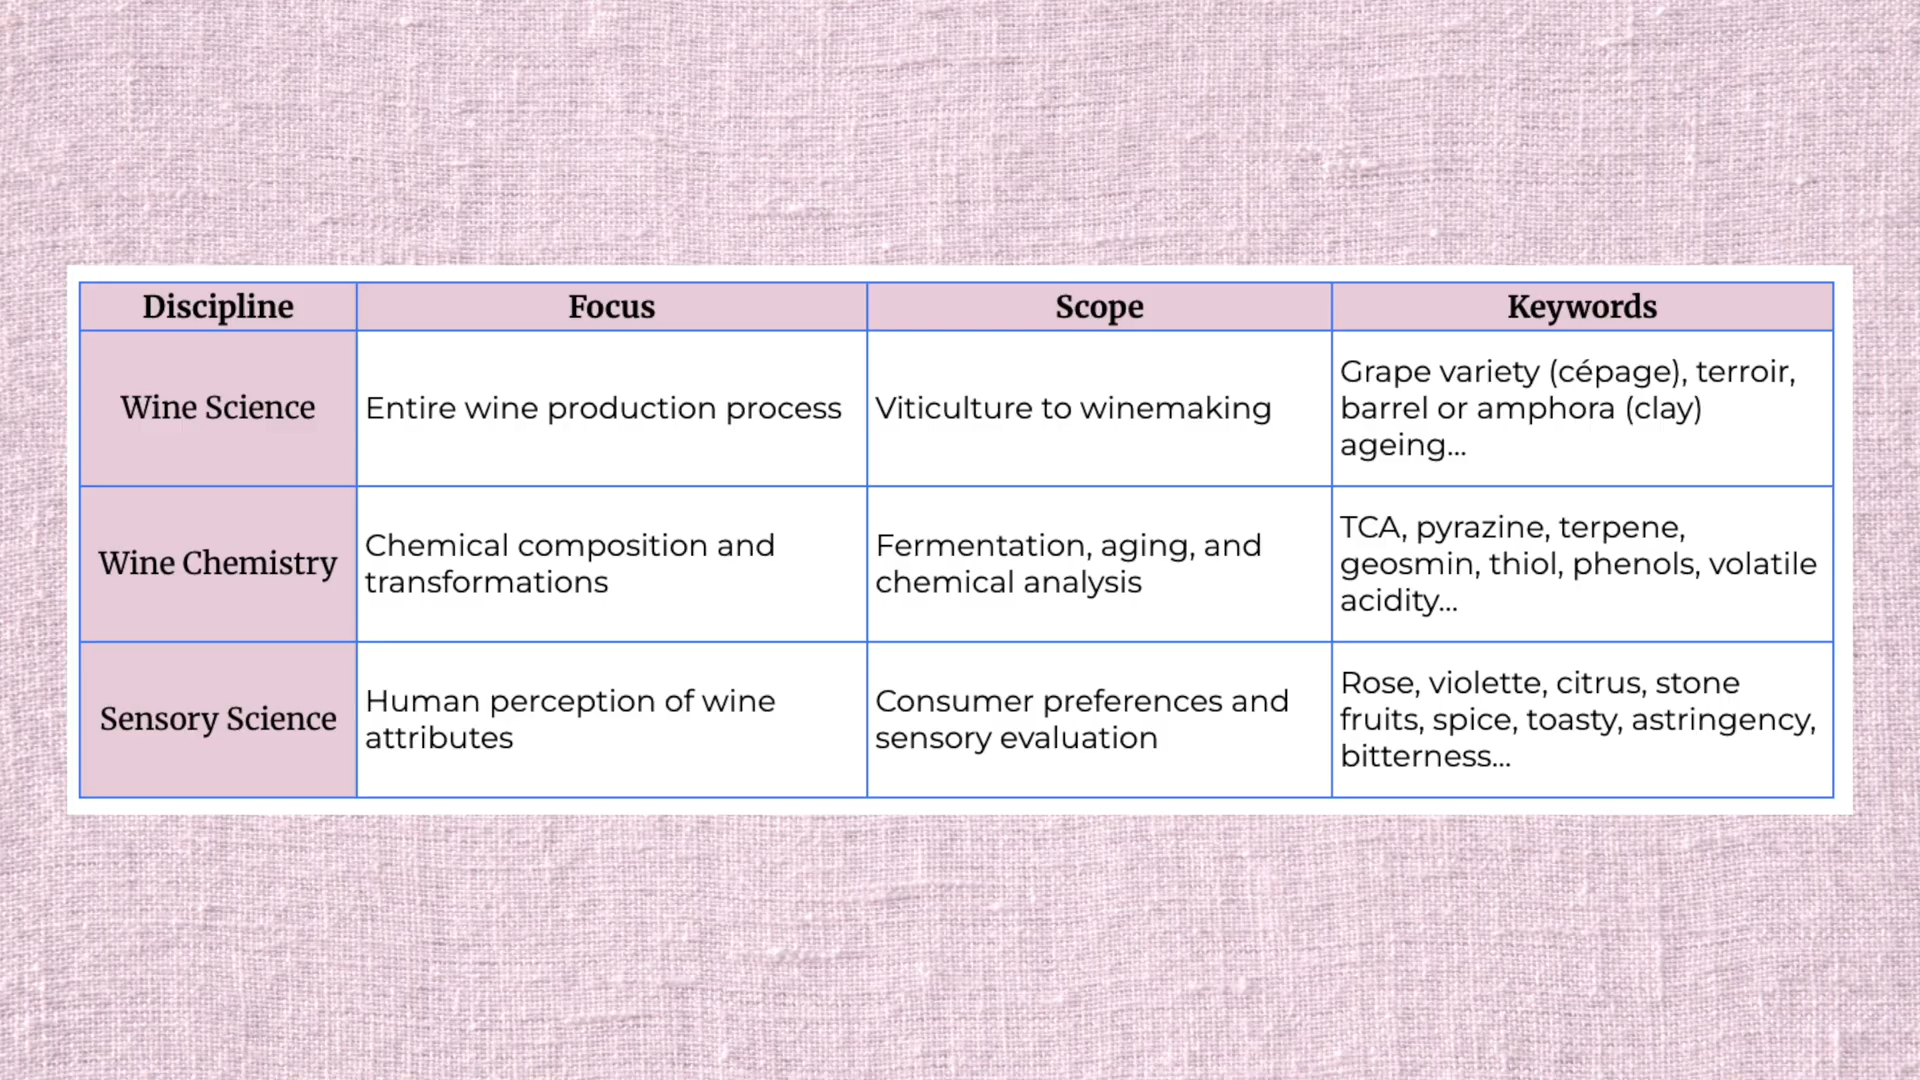 Discipline
Focus
Scope
Keywords
Wine Science
Entire wine production process
Viticulture to winemaking
Grape variety (cépage), terroir,
barrel or amphora (clay)
ageing...
Wine Chemistry
Chemical composition and
transformations
Fermentation, aging, and
chemical analysis
TCA, pyrazine, terpene,
geosmin, thiol, phenols, volatile
acidity...
Sensory Science
Human perception of wine
attributes
Consumer preferences and
sensory evaluation
Rose, violette, citrus, stone
fruits, spice, toasty, astringency,
bitterness...